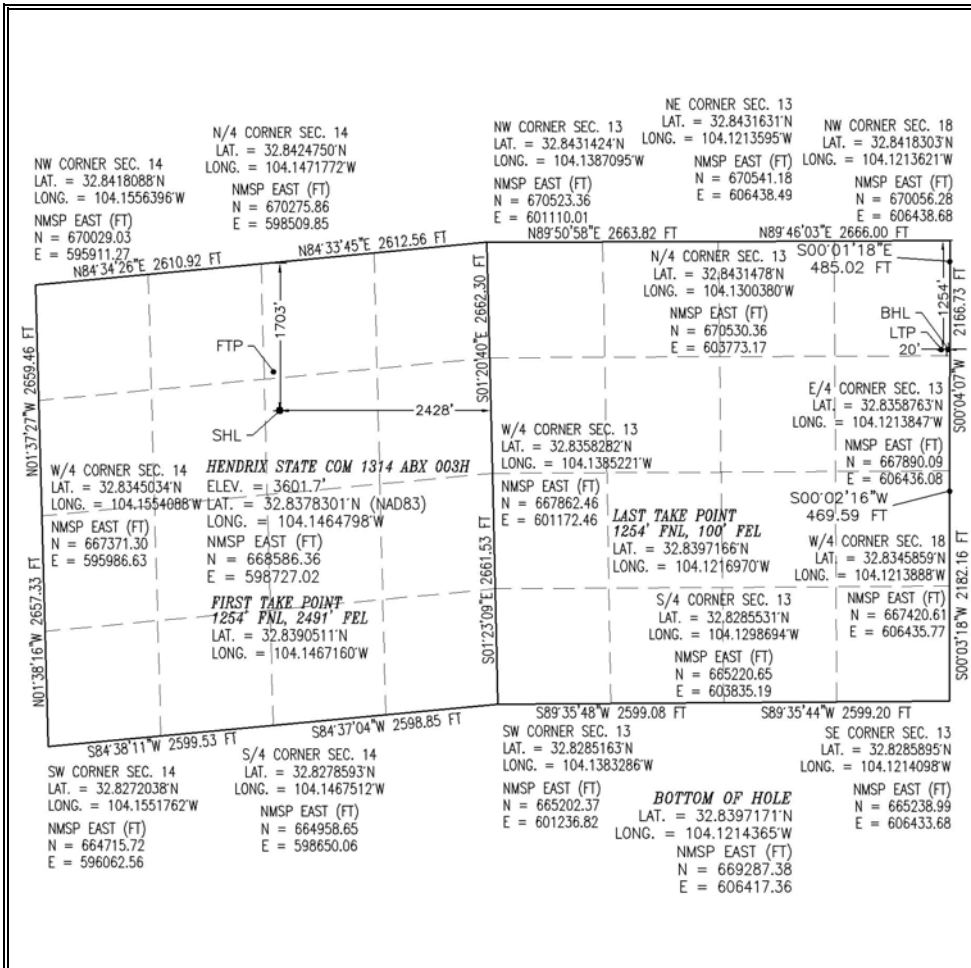 NW CORNER SEC. 14
LAT. = 32.8418088°N
LONG. = 104.1556396°W
NMSP EAST (FT)
N = 670029.03
E = 595911.27
N/4 CORNER SEC. 14
LAT. = 32.8424750°N
LONG. = 104.1471772°W
NMSP EAST (FT)
N = 670275.86
E = 598509.85
NW CORNER SEC. 13
LAT. = 32.8431424°N
LONG. = 104.1387095°W
NMSP EAST (FT)
N = 670523.36
E = 601110.01
NE CORNER SEC. 13
LAT. = 32.8431631°N
LONG. = 104.1213595°W
NMSP EAST (FT)
N = 670541.18
E = 606438.49
NW CORNER SEC. 18
LAT. = 32.8418303°N
LONG. = 104.1213621°W
NMSP EAST (FT)
N = 670056.28
E = 606438.68
N84°34'26"E 2610.92 FT
N84°33'45"E 2612.56 FT
N89°50'58"E 2663.82 FT
N89°46'03"E 2666.00 FT
N/4 CORNER SEC. 13
LAT. = 32.8431478°N
LONG. = 104.1300380°W
NMSP EAST (FT)
N = 670530.36
E = 603773.17
S00°01'18"E
485.02 FT
1254'
BHL
LTP
20'
S00°04'07"W 2166.73 FT
1703'
FTP
SHL
2428'
S01°20'40"E 2662.30 FT
N01°37'27"W 2659.46 FT
E/4 CORNER SEC. 13
LAT. = 32.8358763°N
LONG. = 104.1213847°W
NMSP EAST (FT)
N = 667890.09
E = 606436.08
W/4 CORNER SEC. 13
LAT. = 32.8358282°N
LONG. = 104.1385221°W
NMSP EAST (FT)
N = 667862.46
E = 601172.46
W/4 CORNER SEC. 14
LAT. = 32.8345034°N
LONG. = 104.1554088°W
NMSP EAST (FT)
N = 667371.30
E = 595986.63
HENDRIX STATE COM 1314 ABX 003H
ELEV. = 3601.7'
LAT. = 32.8378301°N (NAD83)
LONG. = 104.1464798°W
NMSP EAST (FT)
N = 668586.36
E = 598727.02
FIRST TAKE POINT
1254' FNL, 2491' FEL
LAT. = 32.8390511°N
LONG. = 104.1467160°W
LAST TAKE POINT
1254' FNL, 100' FEL
LAT. = 32.8397166°N
LONG. = 104.1216970°W
S00°02'16"W
469.59 FT
W/4 CORNER SEC. 18
LAT. = 32.8345859°N
LONG. = 104.1213888°W
NMSP EAST (FT)
N = 667420.61
E = 606435.77
S/4 CORNER SEC. 13
LAT. = 32.8285531°N
LONG. = 104.1298694°W
NMSP EAST (FT)
N = 665220.65
E = 603835.19
N01°38'16"W 2657.33 FT
S01°23'09"E 2661.53 FT
S00°03'18"W 2182.16 FT
S84°38'11"W 2599.53 FT
S84°37'04"W 2598.85 FT
S89°35'48"W 2599.08 FT
S89°35'44"W 2599.20 FT
SW CORNER SEC. 14
LAT. = 32.8272038°N
LONG. = 104.1551762°W
NMSP EAST (FT)
N = 664715.72
E = 596062.56
S/4 CORNER SEC. 14
LAT. = 32.8278593°N
LONG. = 104.1467512°W
NMSP EAST (FT)
N = 664958.65
E = 598650.06
SW CORNER SEC. 13
LAT. = 32.8285163°N
LONG. = 104.1383286°W
NMSP EAST (FT)
N = 665202.37
E = 601236.82
BOTTOM OF HOLE
LAT. = 32.8397171°N
LONG. = 104.1214365°W
NMSP EAST (FT)
N = 669287.38
E = 606417.36
SE CORNER SEC. 13
LAT. = 32.8285895°N
LONG. = 104.1214098°W
NMSP EAST (FT)
N = 665238.99
E = 606433.68